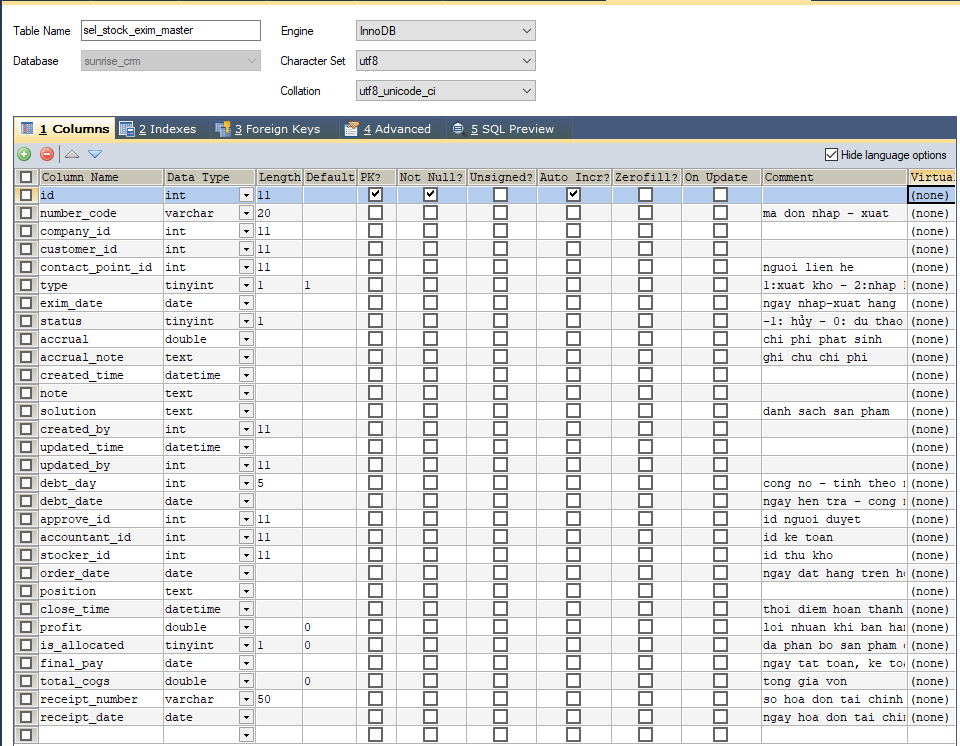 Table Name sel_stock_exim_master Engine InnoDB
Database sunrise_crm Character Set utf8
Collation utf8_unicode_ci
1 Columns 2 Indexes 3 Foreign Keys 4 Advanced 5 SQL Preview
Hide language options
Column Name Data Type Length Default PK? Not Null? Unsigned? Auto Incr? Zerofill? On Update Comment
id int 11 (none)
number_code varchar 20 ma don nhap - xuat (none)
company_id int 11 (none)
customer_id int 11 (none)
contact_point_id int 11 nguoi lien he (none)
type tinyint 1 1 1:xuat kho - 2:nhap (none)
exim_date date ngay nhap-xuat hang (none)
status tinyint 1 -1: hủy - 0: du thao (none)
accrual double chi phi phat sinh (none)
accrual_note text ghi chu chi phi (none)
created_time datetime (none)
note text (none)
solution text danh sach san pham (none)
created_by int 11 (none)
updated_time datetime (none)
updated_by int 11 (none)
debt_day int 5 cong no - tinh theo (none)
debt_date date ngay hen tra - cong (none)
approve_id int 11 id nguoi duyet (none)
accountant_id int 11 id ke toan (none)
stocker_id int 11 id thu kho (none)
order_date date ngay dat hang tren (none)
position text (none)
close_time datetime thoi diem hoan thanh (none)
profit double 0 loi nhuan khi ban (none)
is_allocated tinyint 1 0 da phan bo san pham (none)
final_pay date ngay tat toan, ke (none)
total_cogs double 0 tong gia von (none)
receipt_number varchar 50 so hoa don tai chinh (none)
receipt_date date ngay hoa don tai (none)